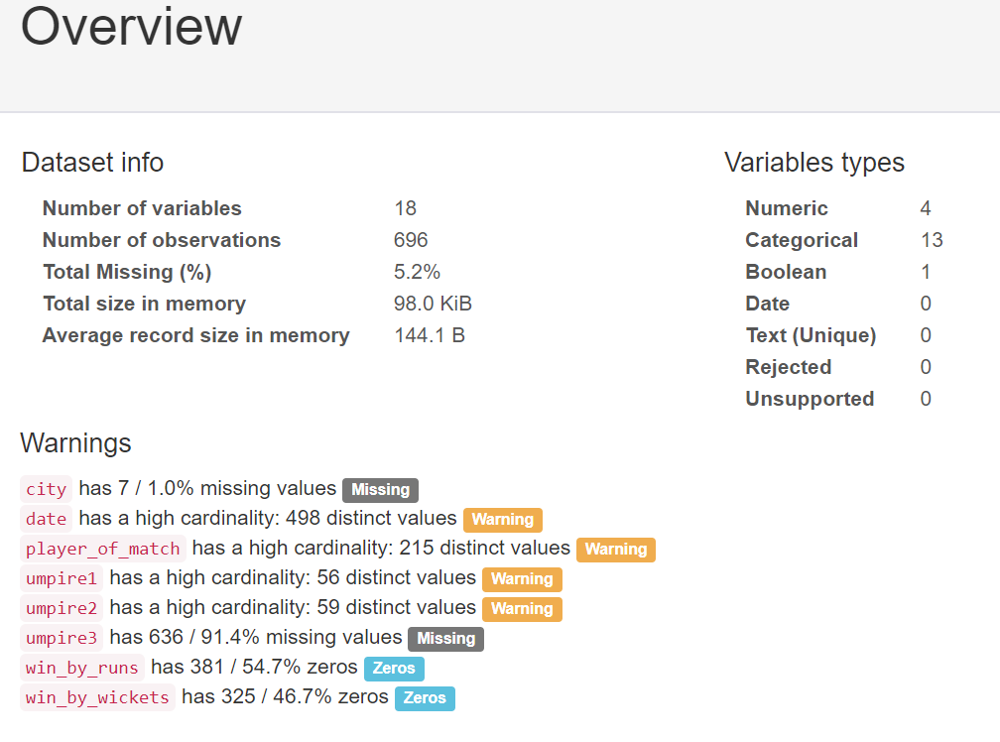 Overview
Dataset info
Number of variables 18
Number of observations 696
Total Missing (%) 5.2%
Total size in memory 98.0 KiB
Average record size in memory 144.1 B
Variables types
Numeric 4
Categorical 13
Boolean 1
Date 0
Text (Unique) 0
Rejected 0
Unsupported 0
Warnings
city has 7 / 1.0% missing values Missing
date has a high cardinality: 498 distinct values Warning
player_of_match has a high cardinality: 215 distinct values Warning
umpire1 has a high cardinality: 56 distinct values Warning
umpire2 has a high cardinality: 59 distinct values Warning
umpire3 has 636 / 91.4% missing values Missing
win_by_runs has 381 / 54.7% zeros Zeros
win_by_wickets has 325 / 46.7% zeros Zeros